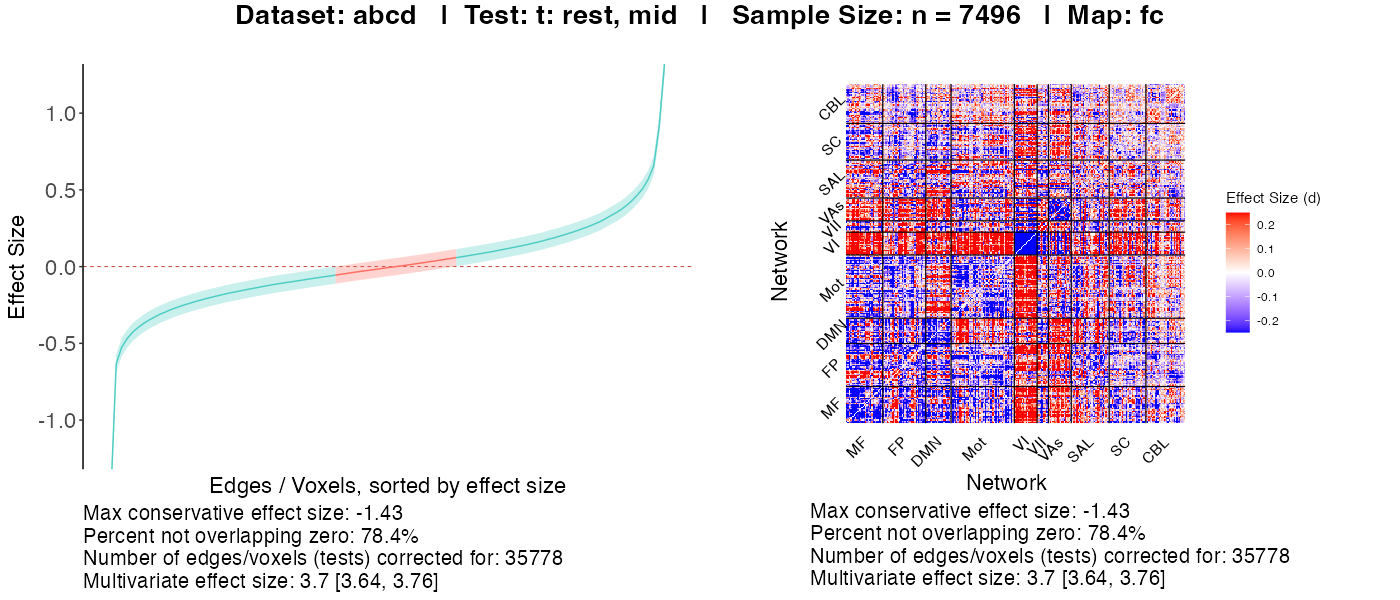 Dataset: abcd | Test: t: rest, mid | Sample Size: n = 7496 | Map: fc
Effect Size
1.0
0.5
0.0
-0.5
-1.0
Edges / Voxels, sorted by effect size
Max conservative effect size: -1.43
Percent not overlapping zero: 78.4%
Number of edges/voxels (tests) corrected for: 35778
Multivariate effect size: 3.7 [3.64, 3.76]
Network
CBL
SC
SAL
VAs
VII
VI
Mot
DMN
FP
MF
MF FP DMN Mot VI VII VAs SAL SC CBL
Network
Effect Size (d)
0.2
0.1
0.0
-0.1
-0.2
Max conservative effect size: -1.43
Percent not overlapping zero: 78.4%
Number of edges/voxels (tests) corrected for: 35778
Multivariate effect size: 3.7 [3.64, 3.76]